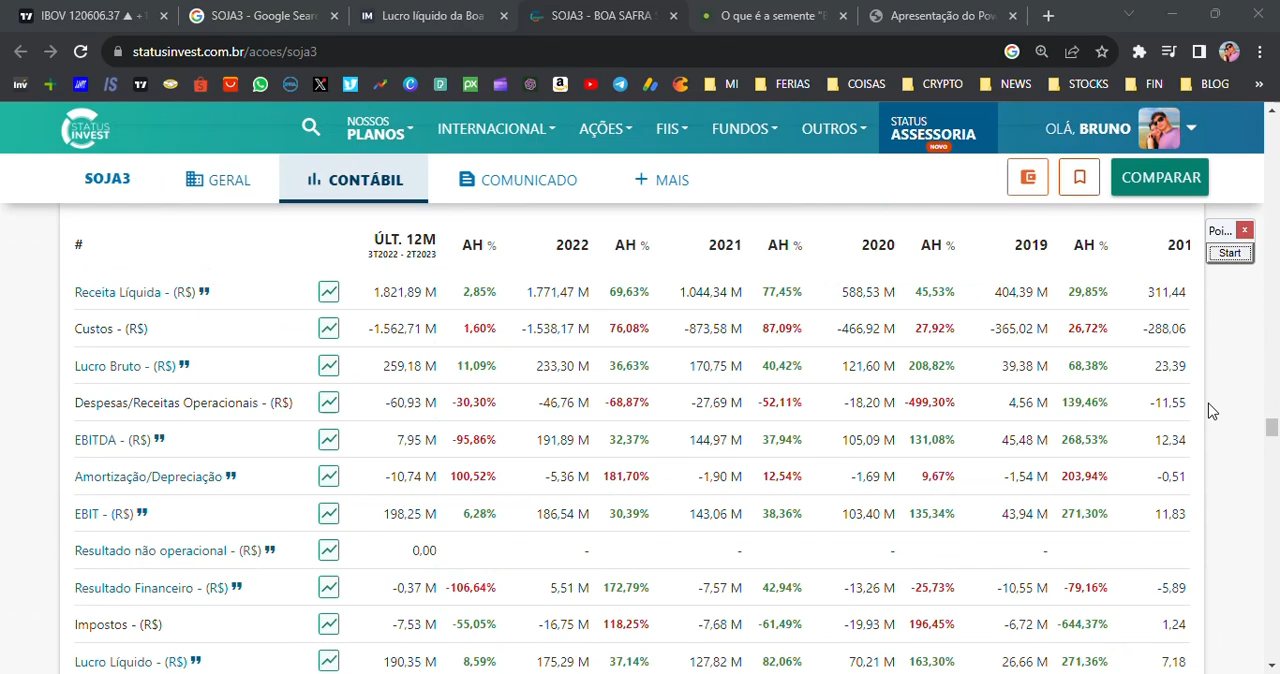 IBOV 120606.37 ▲ +1
SOJA3 - Google Sear
Lucro líquido da Boa
SOJA3 - BOA SAFRA S
O que é a semente "E
Apresentação do Pow
statusinvest.com.br/acoes/soja3
MI
FERIAS
COISAS
CRYPTO
NEWS
STOCKS
FIN
BLOG
STATUS INVEST
NOSSOS PLANOS
INTERNACIONAL
AÇÕES
FIIS
FUNDOS
OUTROS
STATUS ASSESSORIA
NOVO
OLÁ, BRUNO
SOJA3
GERAL
CONTÁBIL
COMUNICADO
+ MAIS
COMPARAR
Poi... x
Start
# ÚLT. 12M AH % 2022 AH % 2021 AH % 2020 AH % 2019 AH % 201
3T2022 - 2T2023
Receita Líquida - (R$) 1.821,89 M 2,85% 1.771,47 M 69,63% 1.044,34 M 77,45% 588,53 M 45,53% 404,39 M 29,85% 311,44
Custos - (R$) -1.562,71 M 1,60% -1.538,17 M 76,08% -873,58 M 87,09% -466,92 M 27,92% -365,02 M 26,72% -288,06
Lucro Bruto - (R$) 259,18 M 11,09% 233,30 M 36,63% 170,75 M 40,42% 121,60 M 208,82% 39,38 M 68,38% 23,39
Despesas/Receitas Operacionais - (R$) -60,93 M -30,30% -46,76 M -68,87% -27,69 M -52,11% -18,20 M -499,30% 4,56 M 139,46% -11,55
EBITDA - (R$) 7,95 M -95,86% 191,89 M 32,37% 144,97 M 37,94% 105,09 M 131,08% 45,48 M 268,53% 12,34
Amortização/Depreciação -10,74 M 100,52% -5,36 M 181,70% -1,90 M 12,54% -1,69 M 9,67% -1,54 M 203,94% -0,51
EBIT - (R$) 198,25 M 6,28% 186,54 M 30,39% 143,06 M 38,36% 103,40 M 135,34% 43,94 M 271,30% 11,83
Resultado não operacional - (R$) 0,00 - - - -
Resultado Financeiro - (R$) -0,37 M -106,64% 5,51 M 172,79% -7,57 M 42,94% -13,26 M -25,73% -10,55 M -79,16% -5,89
Impostos - (R$) -7,53 M -55,05% -16,75 M 118,25% -7,68 M -61,49% -19,93 M 196,45% -6,72 M -644,37% 1,24
Lucro Líquido - (R$) 190,35 M 8,59% 175,29 M 37,14% 127,82 M 82,06% 70,21 M 163,30% 26,66 M 271,36% 7,18